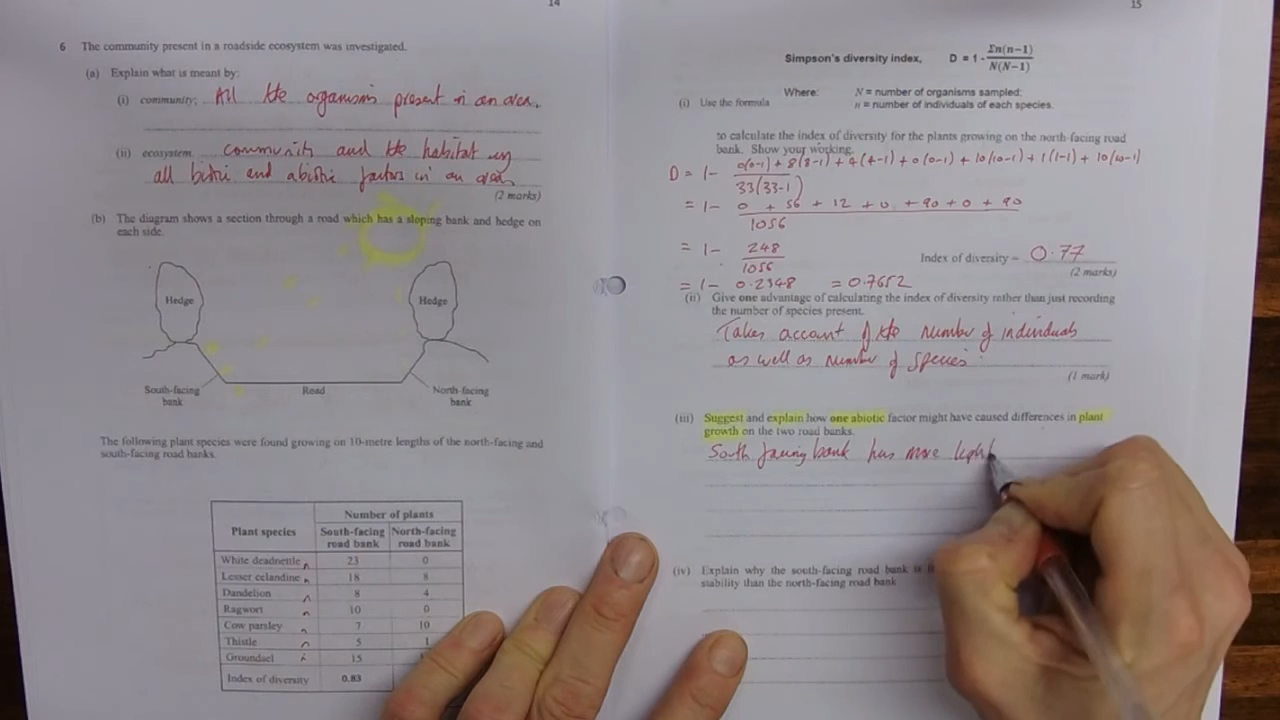 14
6 The community present in a roadside ecosystem was investigated.
(a) Explain what is meant by:
(i) community; All the organisms present in an area.
(ii) ecosystem. community and the habitat
all biotic and abiotic factors in an area
(2 marks)
(b) The diagram shows a section through a road which has a sloping bank and hedge on
each side.
Hedge
Hedge
South-facing
bank
Road
North-facing
bank
The following plant species were found growing on 10-metre lengths of the north-facing and
south-facing road banks.
Plant species
Number of plants
South-facing
road bank
North-facing
road bank
White deadnettle 23 0
Lesser celandine 18 8
Dandelion 8 4
Ragwort 10 0
Cow parsley 7 10
Thistle 5 1
Groundsel 15
Index of diversity 0.83
15
Simpson's diversity index, D = 1 - Σn(n−1)
N(N−1)
Where: N = number of organisms sampled;
(i) Use the formula n = number of individuals of each species.
to calculate the index of diversity for the plants growing on the north-facing road
bank. Show your working.
D = 1- 0(0-1) + 8(8-1) + 4(4-1) + 0(0-1) + 10(10-1) + 1(1-1) + 10(10-1)
33(33-1)
= 1- 0 + 56 + 12 + 0 + 90 + 0 + 90
1056
= 1- 248
1056
Index of diversity = 0.77
(2 marks)
= 1- 0.2348 = 0.7652
(ii) Give one advantage of calculating the index of diversity rather than just recording
the number of species present.
Takes account of the number of individuals
as well as number of species.
(1 mark)
(iii) Suggest and explain how one abiotic factor might have caused differences in plant
growth on the two road banks.
South facing bank has more light
(iv) Explain why the south-facing road bank is
stability than the north-facing road bank